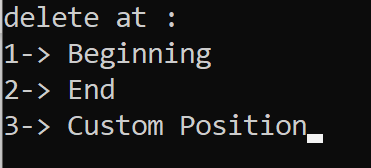 delete at :
1-> Beginning
2-> End
3-> Custom Position